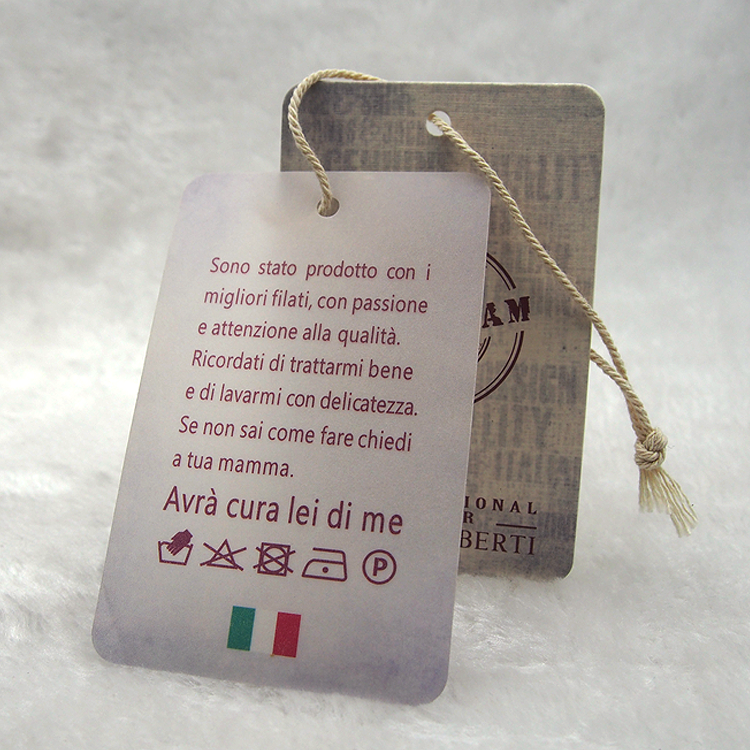 Sono stato prodotto con i
migliori filati, con passione
e attenzione alla qualità.
Ricordati di trattarmi bene
e di lavarmi con delicatezza.
Se non sai come fare chiedi
a tua mamma.
Avrà cura lei di me
P
QUALITY
AM
IONAL
R
BERTI